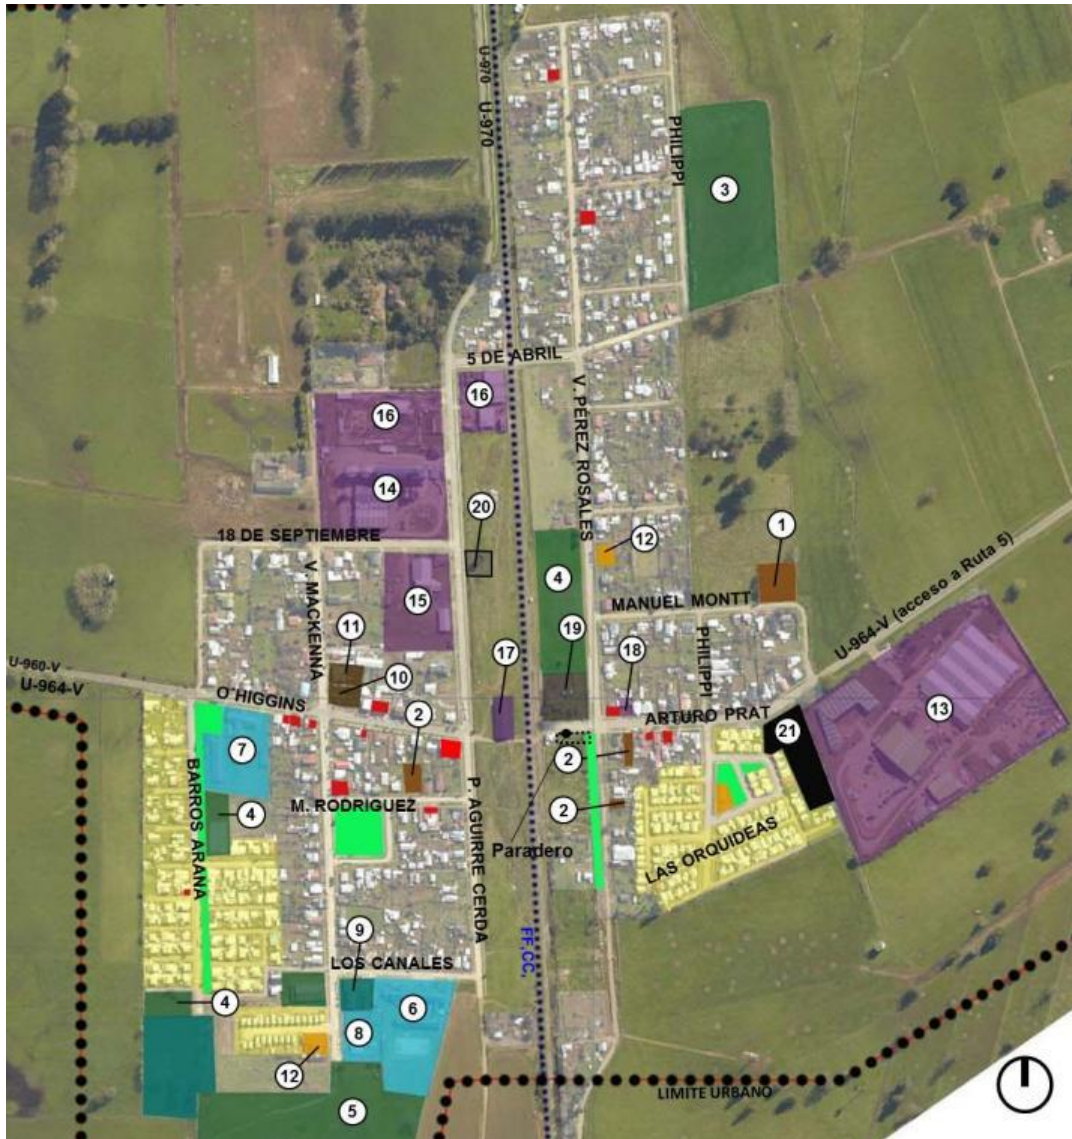 U-970
U-970
PHILIPPI
3
5 DE ABRIL
16
16
V. PÉREZ ROSALES
14
20
12
1
18 DE SEPTIEMBRE
4
15
MANUEL MONTT
V. MACKENNA
11
19
PHILIPPI
U-964-V (acceso a Ruta 5)
10
17
18
U-960-V
U-964-V
O´HIGGINS
2
ARTURO PRAT
13
7
2
21
BARROS ARANA
M. RODRÍGUEZ
P. AGUIRRE CERDA
4
2
Paradero
LAS ORQUIDEAS
9
FF,CC,
LOS CANALES
4
6
8
12
5
LIMITE URBANO